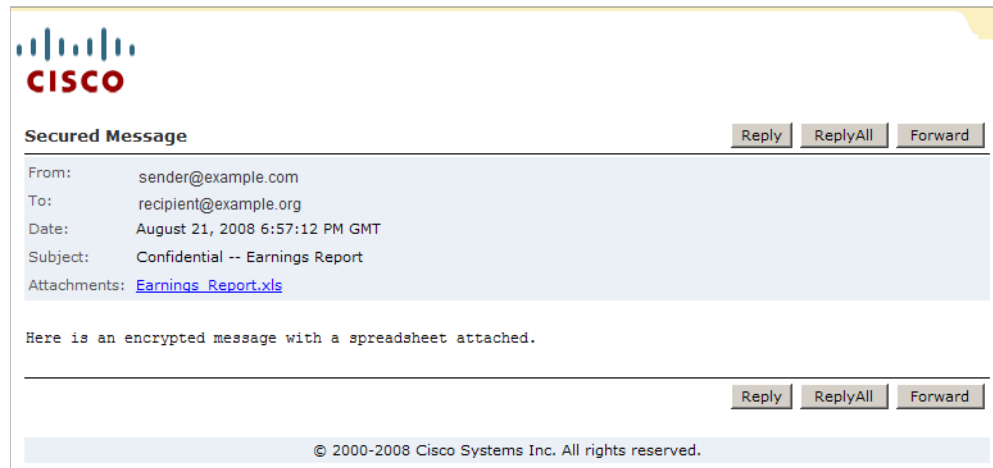 CISCO
Secured Message Reply ReplyAll Forward
From: sender@example.com
To: recipient@example.org
Date: August 21, 2008 6:57:12 PM GMT
Subject: Confidential -- Earnings Report
Attachments: Earnings_Report.xls
Here is an encrypted message with a spreadsheet attached.
Reply ReplyAll Forward
© 2000-2008 Cisco Systems Inc. All rights reserved.